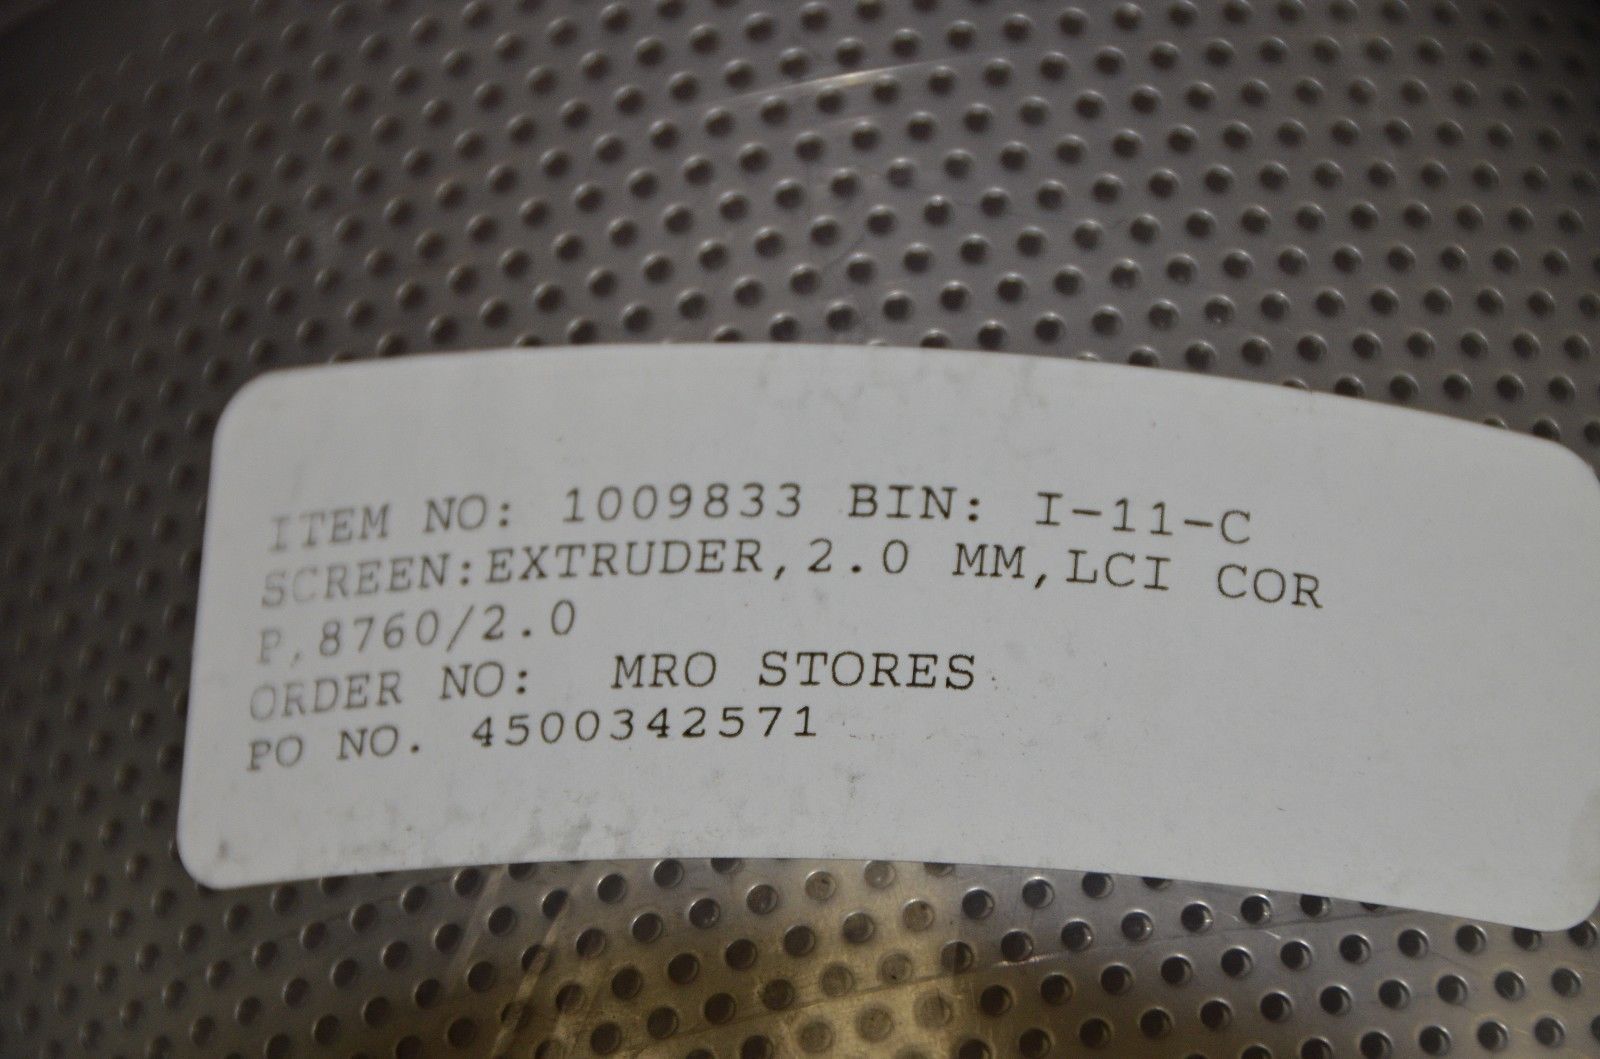 ITEM NO: 1009833 BIN: I-11-C
SCREEN:EXTRUDER,2.0 MM,LCI COR
P,8760/2.0
ORDER NO: MRO STORES
PO NO. 4500342571